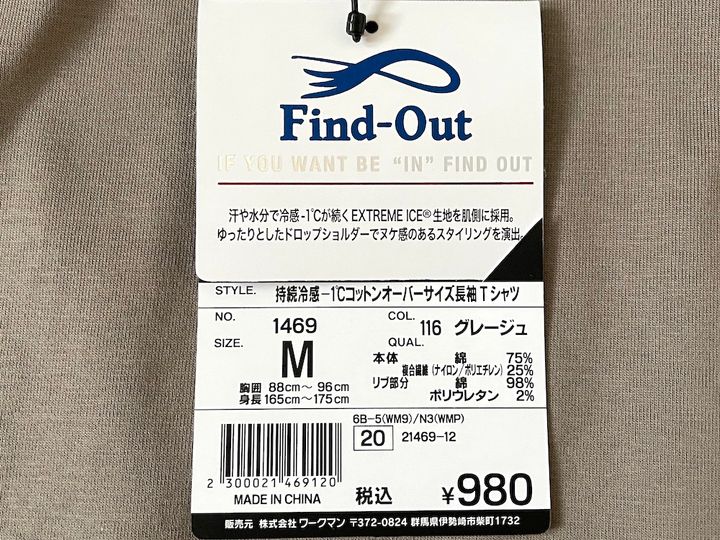 Find-Out
IF YOU WANT BE “IN” FIND OUT
汗や水分で冷感-1℃が続くEXTREME ICE®生地を肌側に採用。
ゆったりとしたドロップショルダーでヌケ感のあるスタイリングを演出。
STYLE. 持続冷感-1℃コットンオーバーサイズ長袖Tシャツ
NO. 1469 COL. 116 グレージュ
SIZE. M QUAL.
本体 綿 75%
複合繊維(ナイロン/ポリエチレン) 25%
リブ部分 綿 98%
ポリウレタン 2%
胸囲 88cm~ 96cm
身長 165cm~175cm
6B-5(WM9)/N3(WMP)
20 21469-12
2 300021 469120
MADE IN CHINA 税込 ¥980
販売元 株式会社 ワークマン 〒372-0824 群馬県伊勢崎市柴町1732